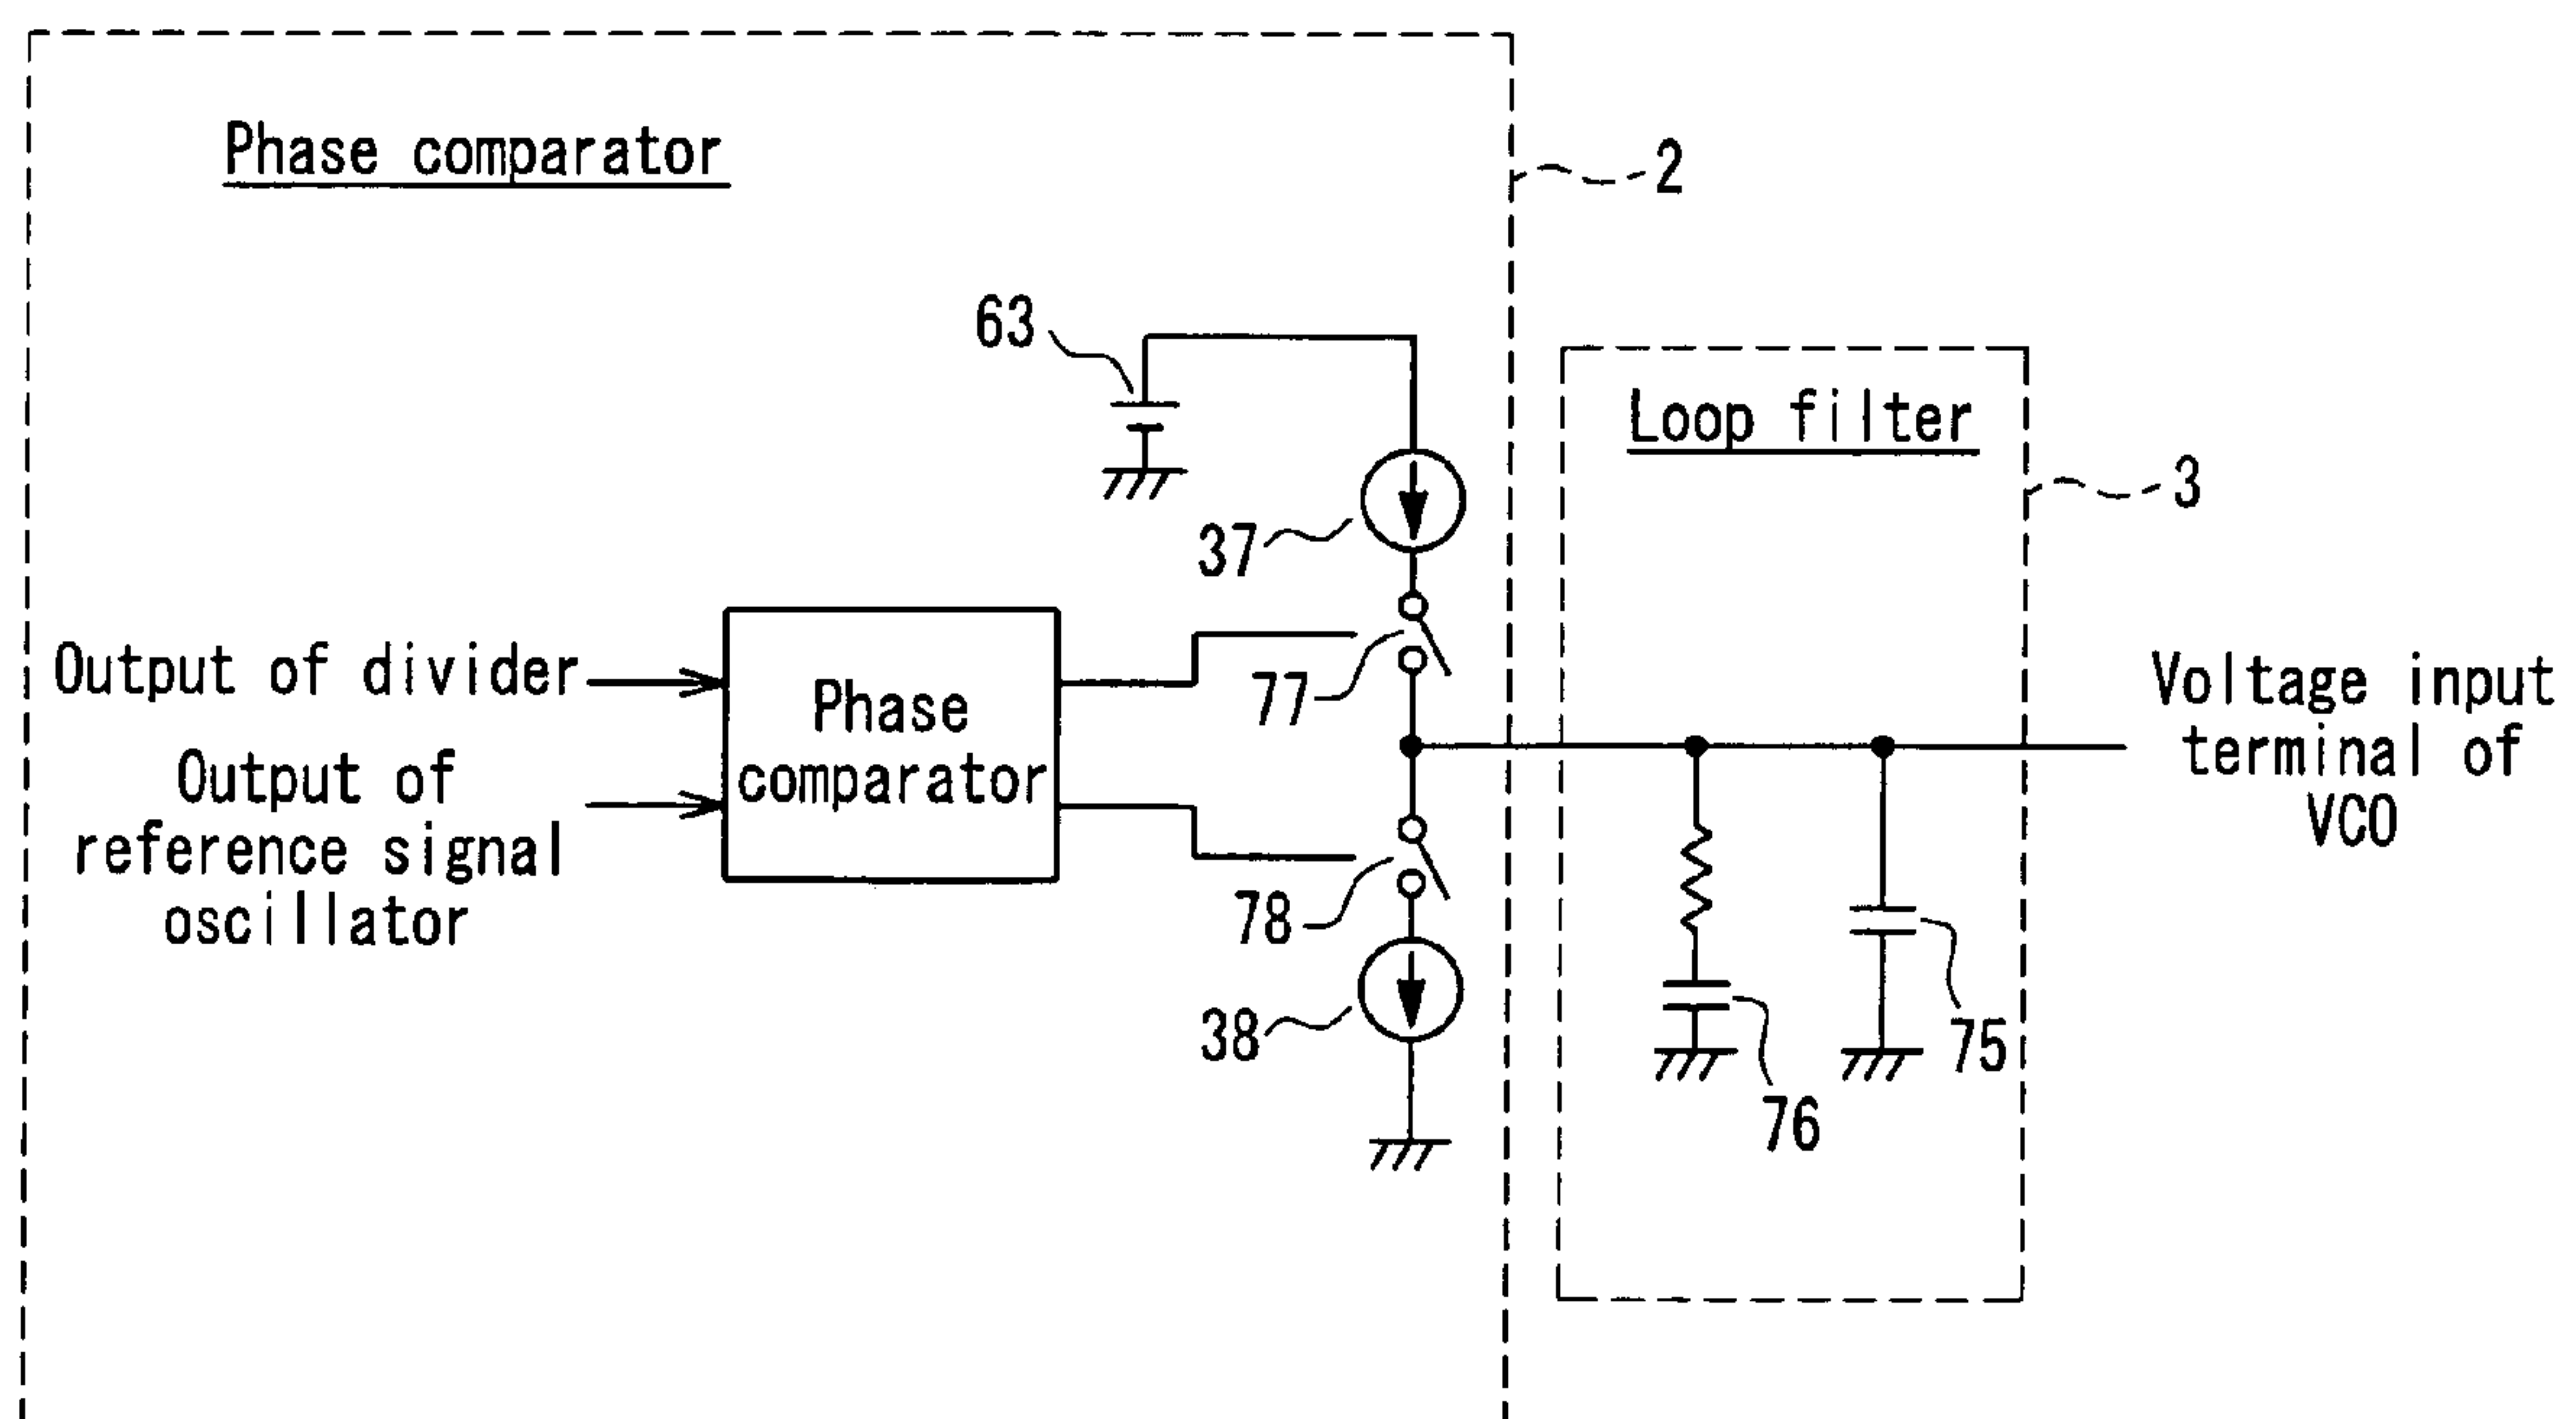 Phase comparator
2
63
Loop filter
3
37
Output of divider
77
Phase
comparator
Voltage input
terminal of
VCO
Output of
reference signal
oscillator
78
38
75
76